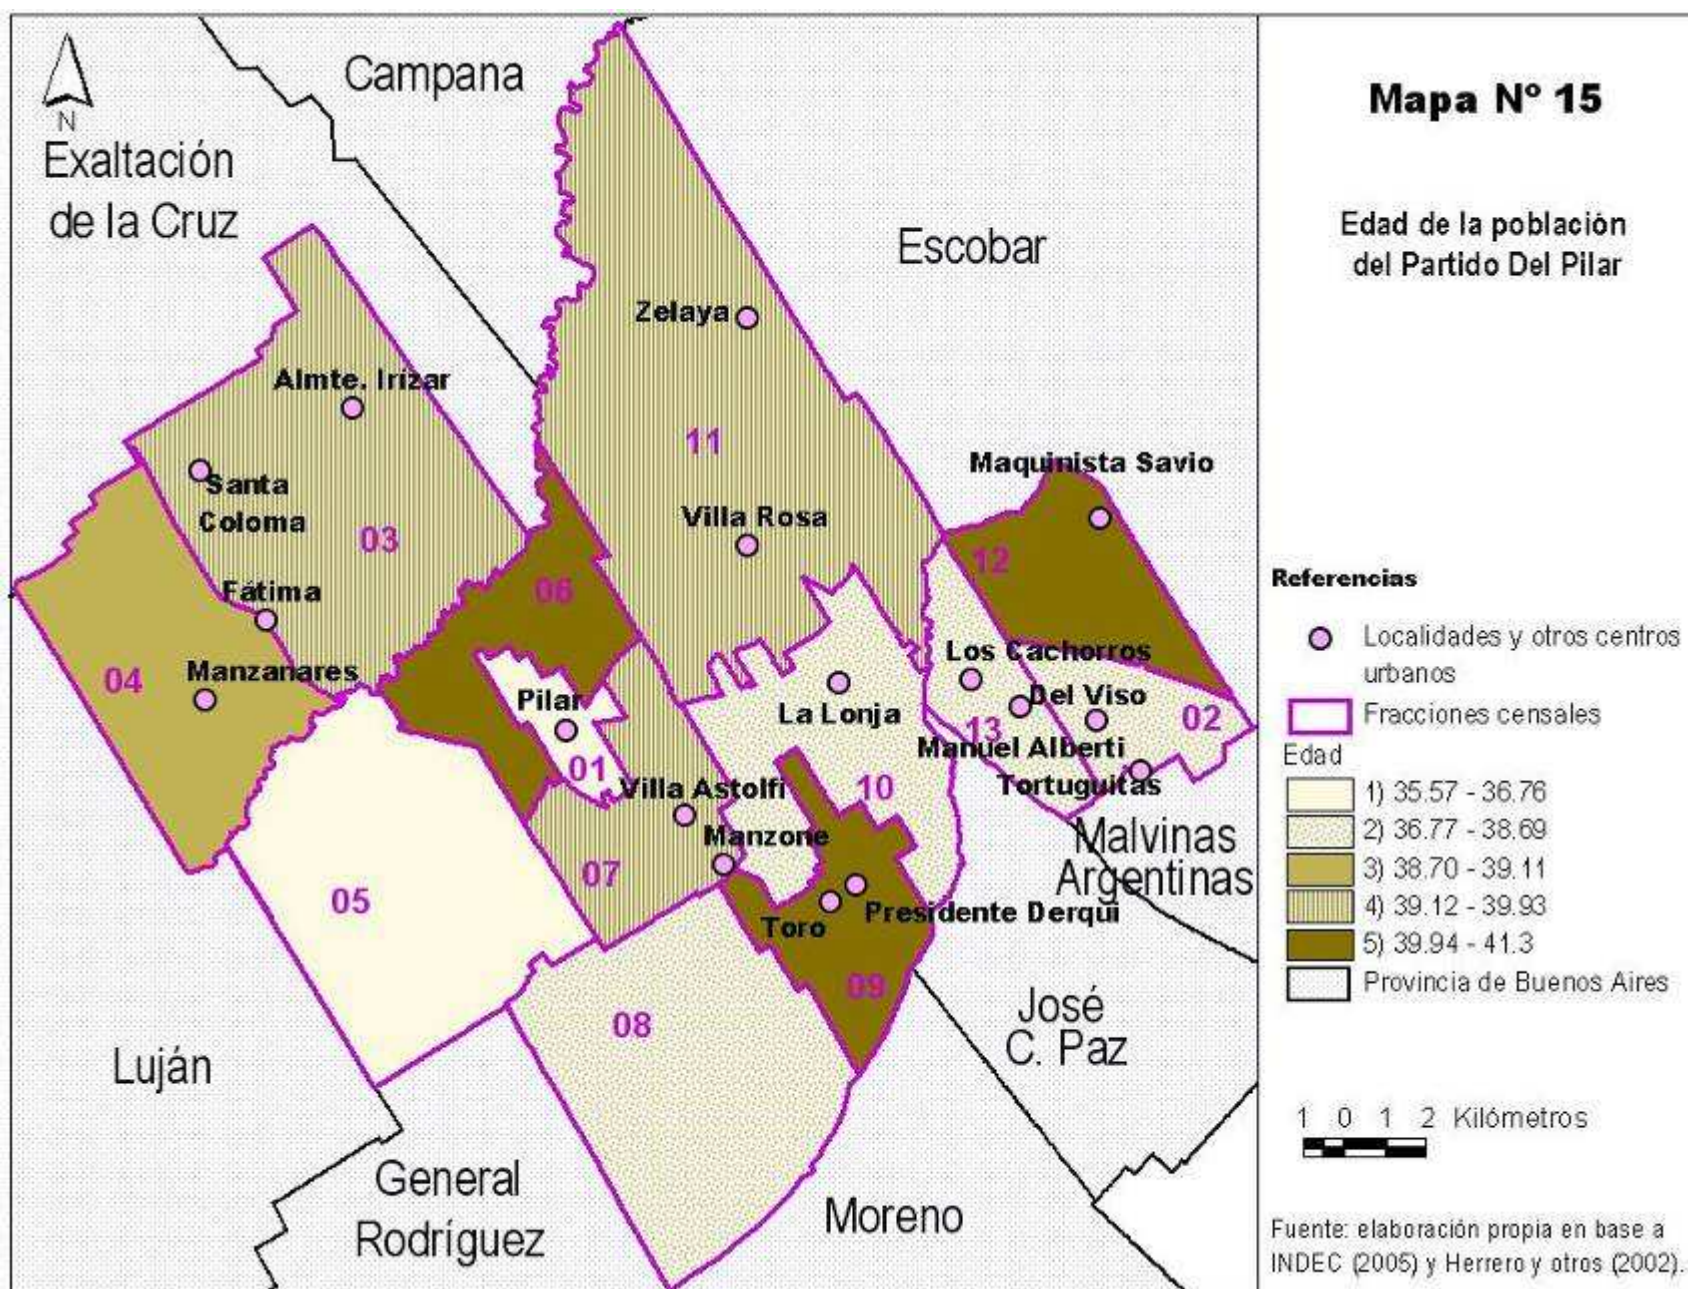 Campana
N
Exaltación
de la Cruz
Escobar
Zelaya
Almte. Irízar
11
Maquinista Savio
Santa
Coloma
03
Villa Rosa
12
Fátima
06
04
Manzanares
Los Cachorros
Pilar
La Lonja
Del Viso
02
13
Manuel Alberti
01
Villa Astolfi
10
Tortuguitas
Manzone
Malvinas
Argentinas
07
05
Presidente Derqui
Toro
09
08
José
C. Paz
Luján
General
Rodríguez
Moreno
Mapa Nº 15
Edad de la población
del Partido Del Pilar
Referencias
Localidades y otros centros
urbanos
Fracciones censales
Edad
1) 35.57 - 36.76
2) 36.77 - 38.69
3) 38.70 - 39.11
4) 39.12 - 39.93
5) 39.94 - 41.3
Provincia de Buenos Aires
1 0 1 2 Kilómetros
Fuente: elaboración propia en base a
INDEC (2005) y Herrero y otros (2002).